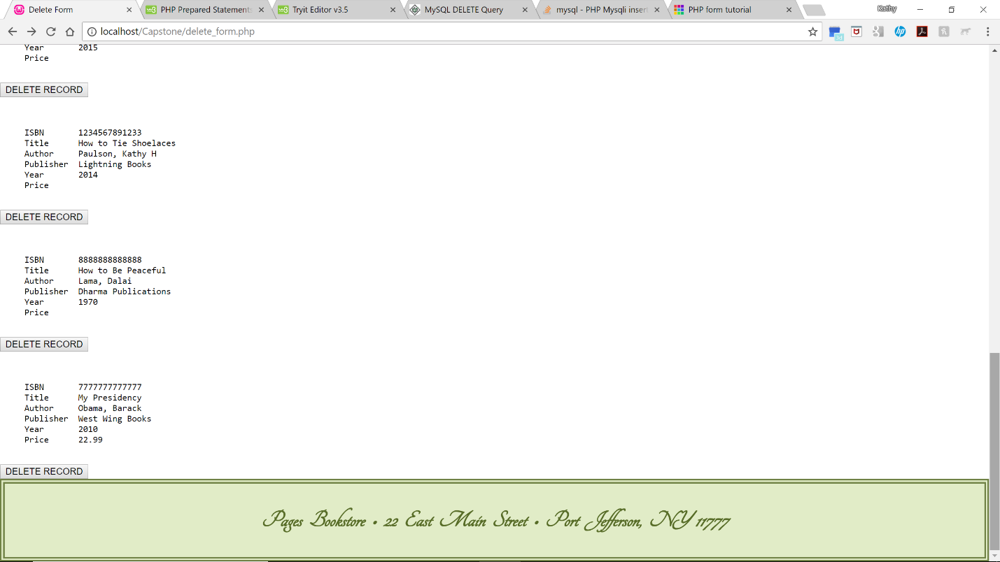 Delete Form
PHP Prepared Statements
Tryit Editor v3.5
MySQL DELETE Query
mysql - PHP Mysqli insert
PHP form tutorial
Kathy
localhost/Capstone/delete_form.php
Year 2015
Price
DELETE RECORD
ISBN 1234567891233
Title How to Tie Shoelaces
Author Paulson, Kathy H
Publisher Lightning Books
Year 2014
Price
DELETE RECORD
ISBN 8888888888888
Title How to Be Peaceful
Author Lama, Dalai
Publisher Dharma Publications
Year 1970
Price
DELETE RECORD
ISBN 7777777777777
Title My Presidency
Author Obama, Barack
Publisher West Wing Books
Year 2010
Price 22.99
DELETE RECORD
Pages Bookstore • 22 East Main Street • Port Jefferson, NY 11777